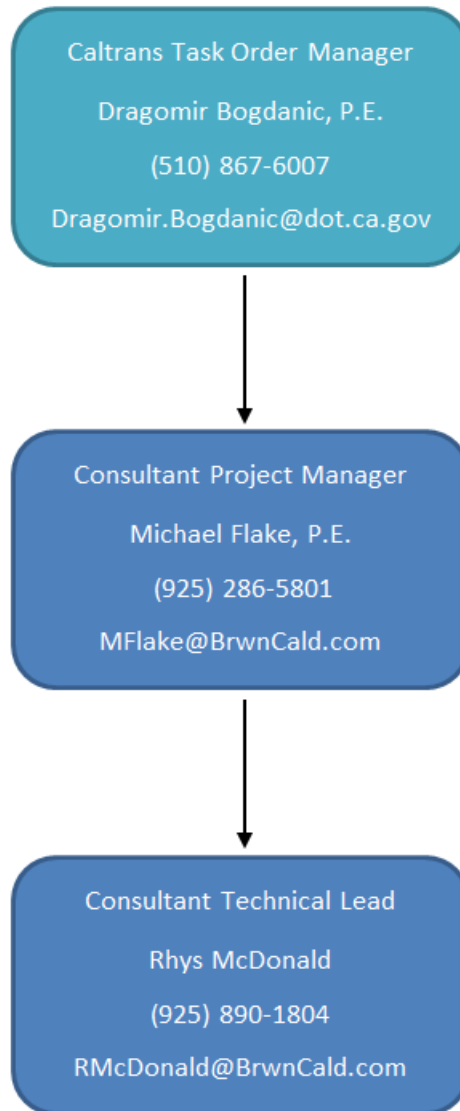 Caltrans Task Order Manager
Dragomir Bogdanic, P.E.
(510) 867-6007
Dragomir.Bogdanic@dot.ca.gov
Consultant Project Manager
Michael Flake, P.E.
(925) 286-5801
MFlake@BrwnCald.com
Consultant Technical Lead
Rhys McDonald
(925) 890-1804
RMcDonald@BrwnCald.com